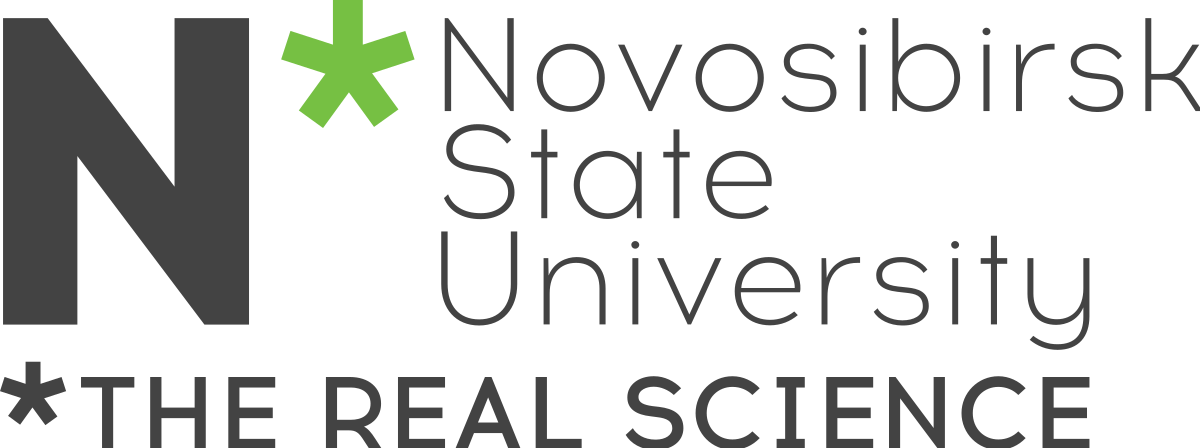 N* Novosibirsk
State
University
*THE REAL SCIENCE